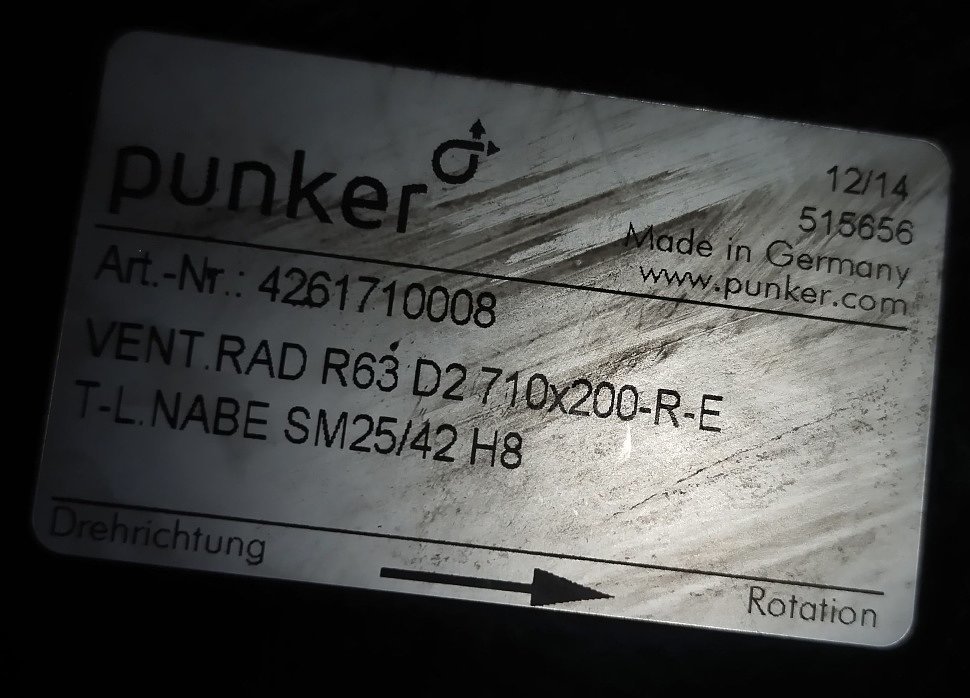 punker
12/14
515656
Made in Germany
www.punker.com
Art.-Nr.: 4261710008
VENT.RAD R63 D2 710x200-R-E
T-L.NABE SM25/42 H8
Drehrichtung
Rotation